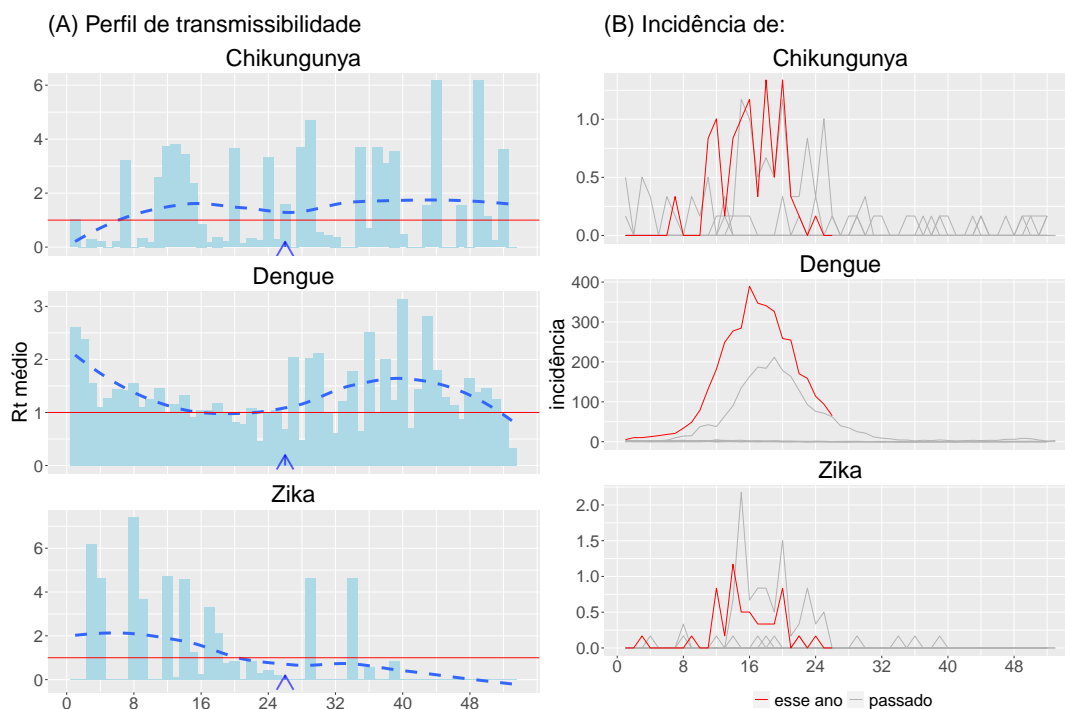 (A) Perfil de transmissibilidade
Chikungunya
6
4
2
0
Dengue
3
2
1
0
Rt médio
Zika
6
4
2
0
0 8 16 24 32 40 48
(B) Incidência de:
Chikungunya
1.0
0.5
0.0
Dengue
400
300
200
100
0
incidência
Zika
2.0
1.5
1.0
0.5
0.0
0 8 16 24 32 40 48
esse ano passado